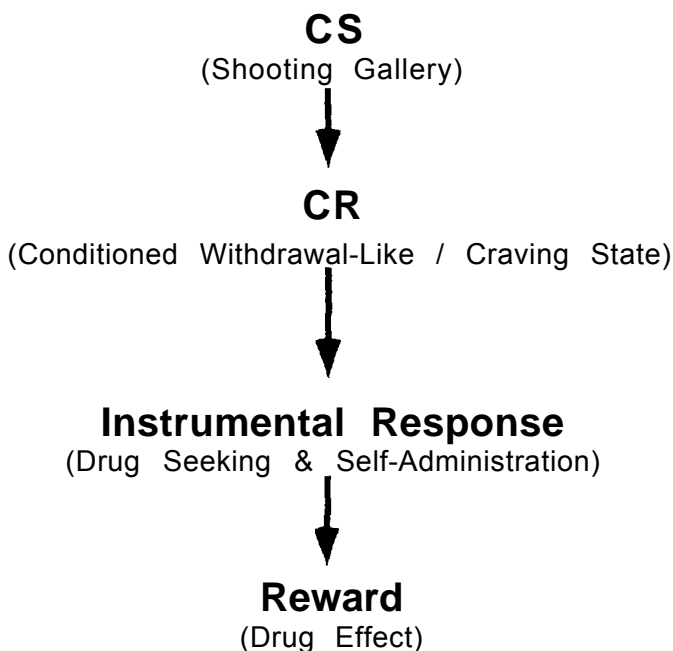 CS
(Shooting Gallery)
CR
(Conditioned Withdrawal-Like / Craving State)
Instrumental Response
(Drug Seeking & Self-Administration)
Reward
(Drug Effect)